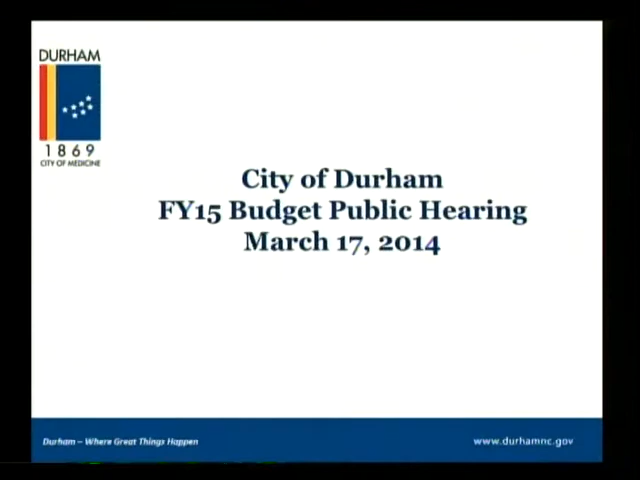 DURHAM
1869
CITY OF MEDICINE
City of Durham
FY15 Budget Public Hearing
March 17, 2014
Durham – Where Great Things Happen
www.durhamnc.gov